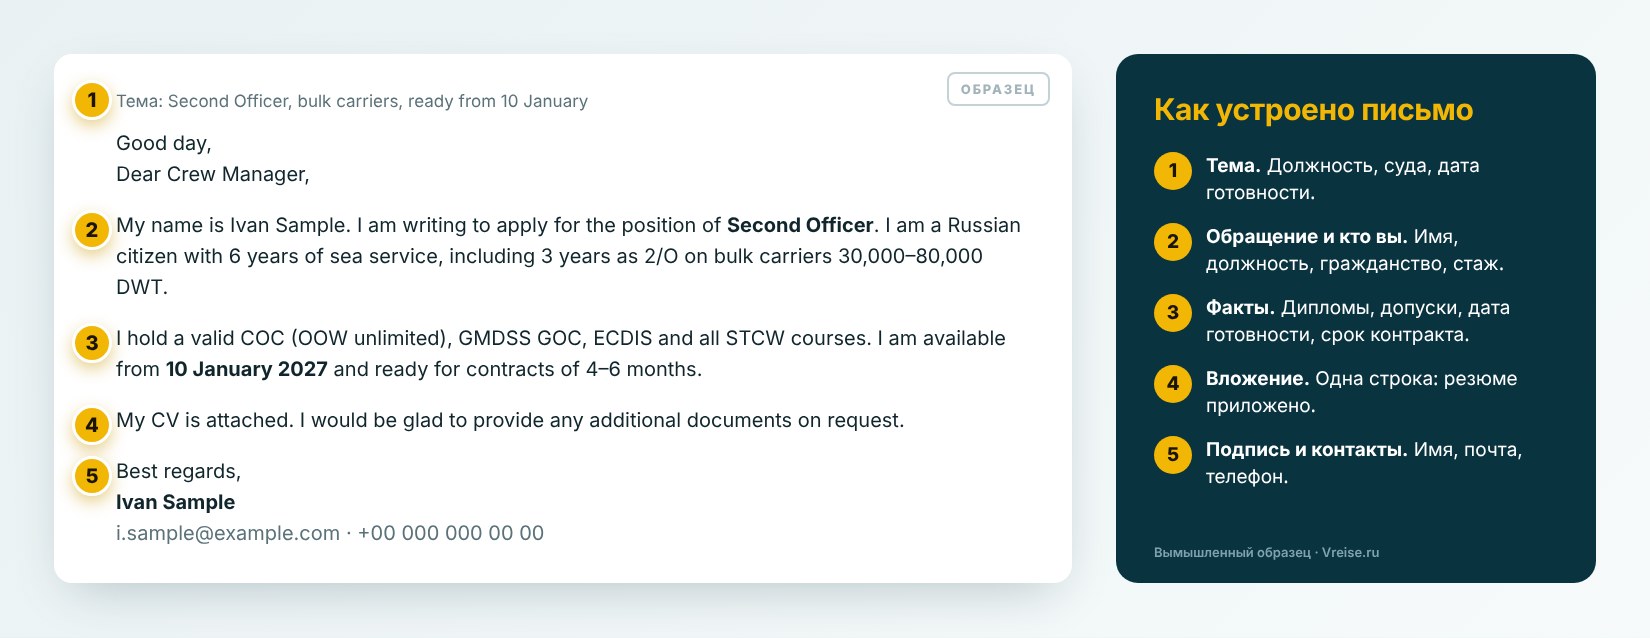 1 Тема: Second Officer, bulk carriers, ready from 10 January
ОБРАЗЕЦ
Good day,
Dear Crew Manager,
2 My name is Ivan Sample. I am writing to apply for the position of Second Officer. I am a Russian
citizen with 6 years of sea service, including 3 years as 2/O on bulk carriers 30,000–80,000
DWT.
3 I hold a valid COC (OOW unlimited), GMDSS GOC, ECDIS and all STCW courses. I am available
from 10 January 2027 and ready for contracts of 4–6 months.
4 My CV is attached. I would be glad to provide any additional documents on request.
5 Best regards,
Ivan Sample
i.sample@example.com · +00 000 000 00 00
Как устроено письмо
1 Тема. Должность, суда, дата
готовности.
2 Обращение и кто вы. Имя,
должность, гражданство, стаж.
3 Факты. Дипломы, допуски, дата
готовности, срок контракта.
4 Вложение. Одна строка: резюме
приложено.
5 Подпись и контакты. Имя, почта,
телефон.
Вымышленный образец · Vreise.ru